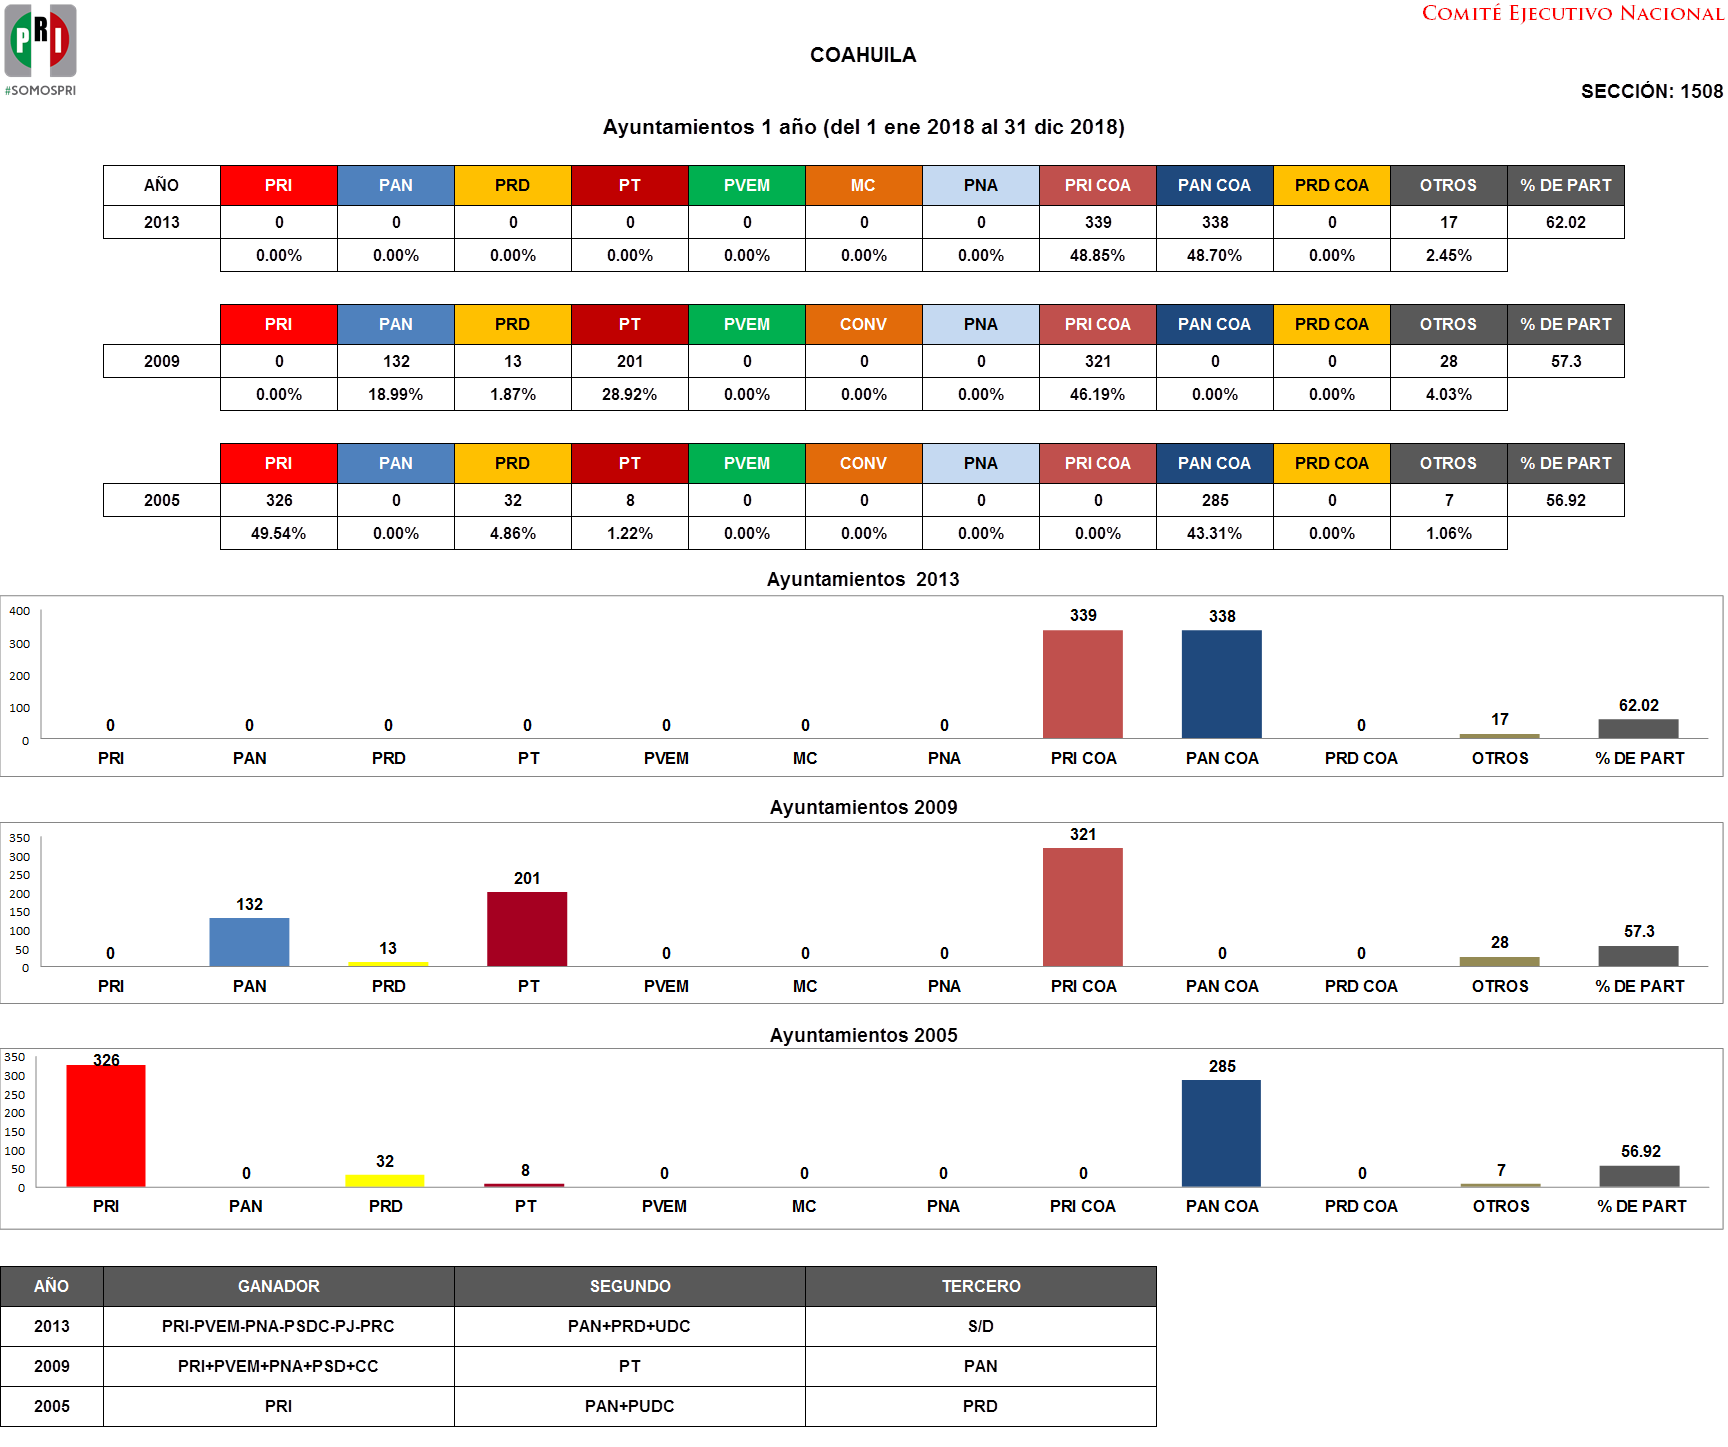 COMITÉ EJECUTIVO NACIONAL
PRI
#SOMOSPRI
COAHUILA
SECCIÓN: 1508
Ayuntamientos 1 año (del 1 ene 2018 al 31 dic 2018)
AÑO PRI PAN PRD PT PVEM MC PNA PRI COA PAN COA PRD COA OTROS % DE PART
2013 0 0 0 0 0 0 0 339 338 0 17 62.02
0.00% 0.00% 0.00% 0.00% 0.00% 0.00% 0.00% 48.85% 48.70% 0.00% 2.45%
PRI PAN PRD PT PVEM CONV PNA PRI COA PAN COA PRD COA OTROS % DE PART
2009 0 132 13 201 0 0 0 321 0 0 28 57.3
0.00% 18.99% 1.87% 28.92% 0.00% 0.00% 0.00% 46.19% 0.00% 0.00% 4.03%
PRI PAN PRD PT PVEM CONV PNA PRI COA PAN COA PRD COA OTROS % DE PART
2005 326 0 32 8 0 0 0 0 285 0 7 56.92
49.54% 0.00% 4.86% 1.22% 0.00% 0.00% 0.00% 0.00% 43.31% 0.00% 1.06%
Ayuntamientos 2013
400
300
200
100
0
0 0 0 0 0 0 0 339 338 0 17 62.02
PRI PAN PRD PT PVEM MC PNA PRI COA PAN COA PRD COA OTROS % DE PART
Ayuntamientos 2009
350
300
250
200
150
100
50
0
0 132 13 201 0 0 0 321 0 0 28 57.3
PRI PAN PRD PT PVEM MC PNA PRI COA PAN COA PRD COA OTROS % DE PART
Ayuntamientos 2005
350
300
250
200
150
100
50
0
326 0 32 8 0 0 0 0 285 0 7 56.92
PRI PAN PRD PT PVEM MC PNA PRI COA PAN COA PRD COA OTROS % DE PART
AÑO GANADOR SEGUNDO TERCERO
2013 PRI-PVEM-PNA-PSDC-PJ-PRC PAN+PRD+UDC S/D
2009 PRI+PVEM+PNA+PSD+CC PT PAN
2005 PRI PAN+PUDC PRD